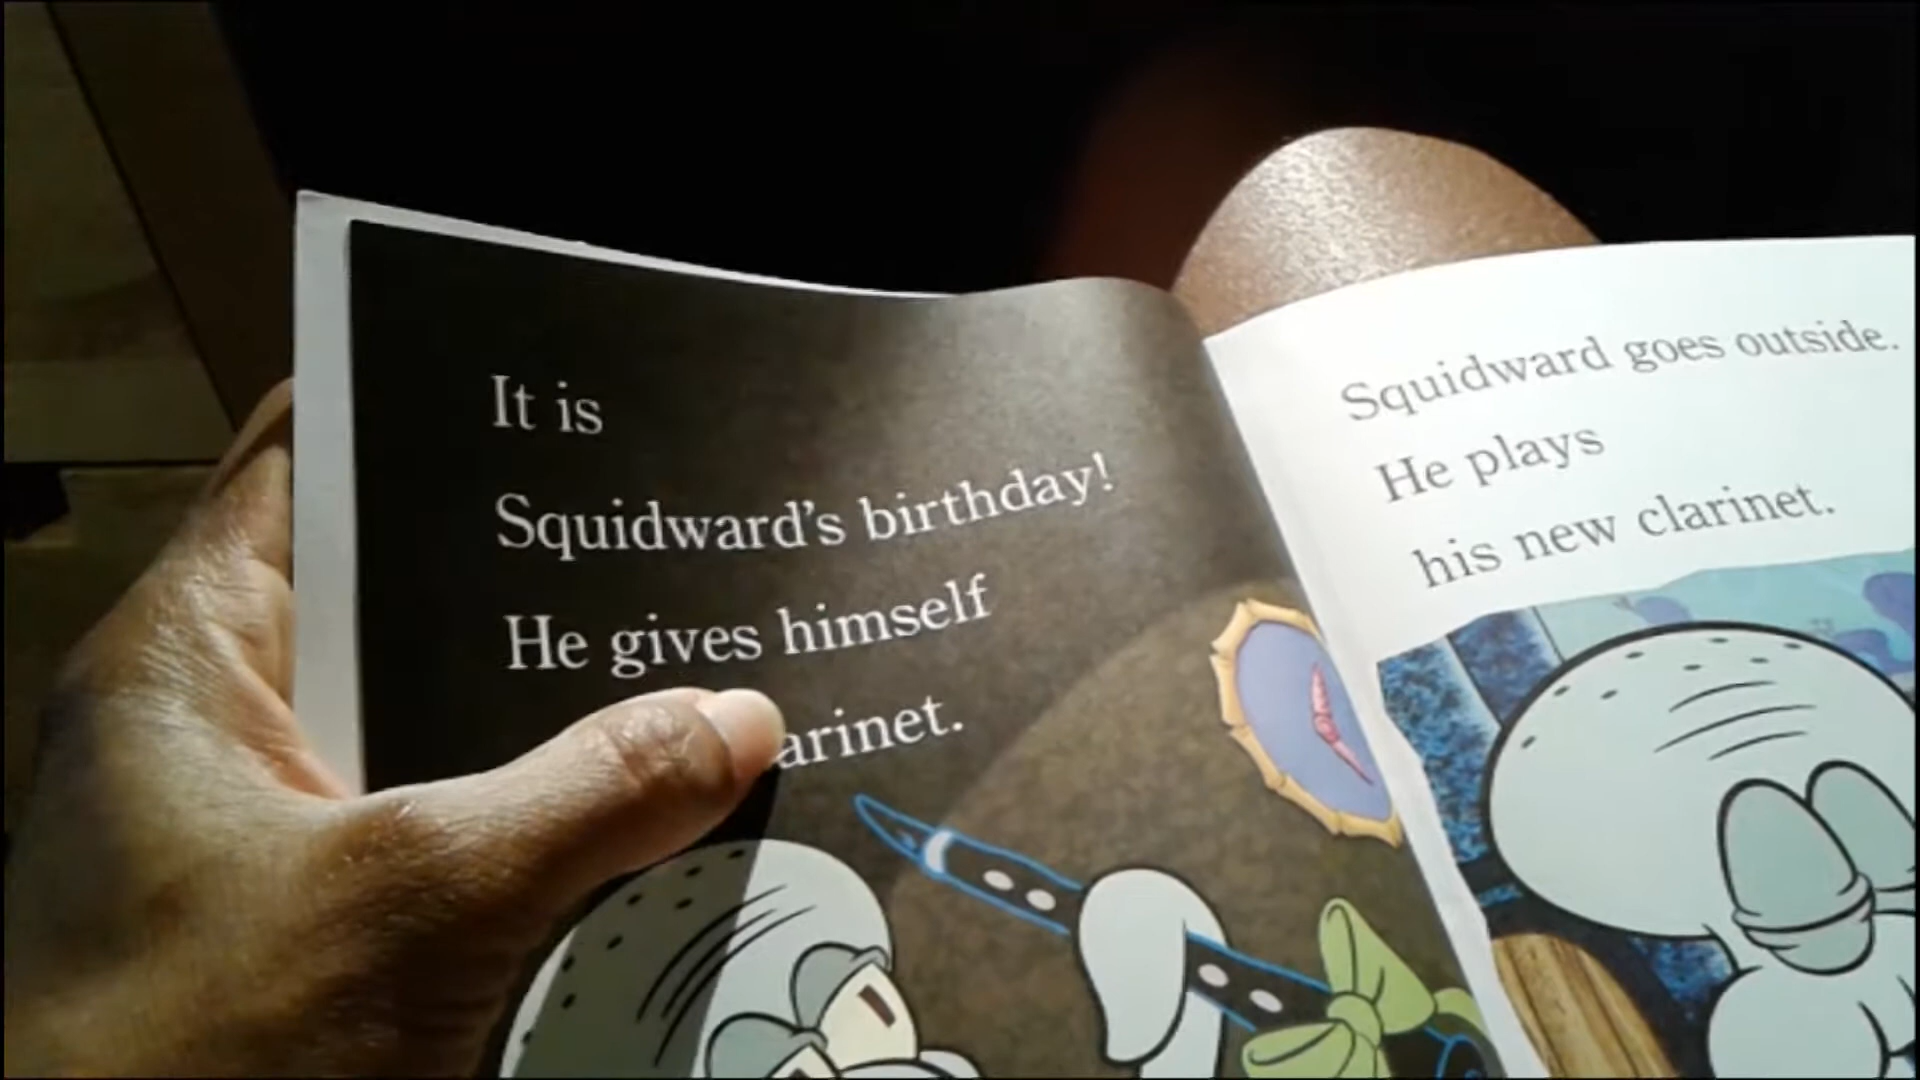 It is
Squidward's birthday!
He gives himself
arinet.
Squidward goes outside.
He plays
his new clarinet.